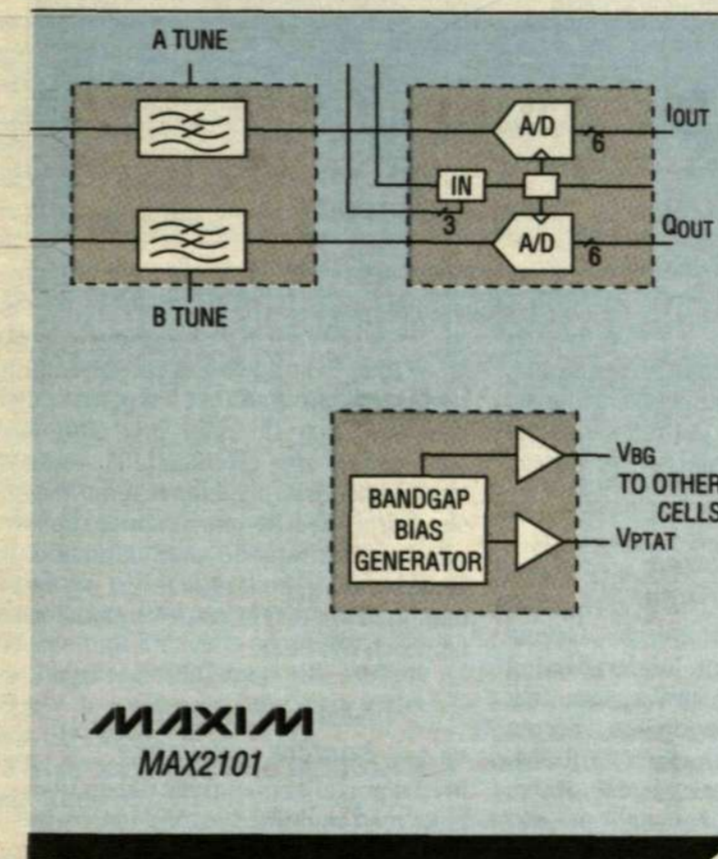 A TUNE
A/D
6
IOUT
IN
3
A/D
6
QOUT
B TUNE
BANDGAP
BIAS
GENERATOR
VBG
TO OTHER
CELLS
VPTAT
MAXIM
MAX2101